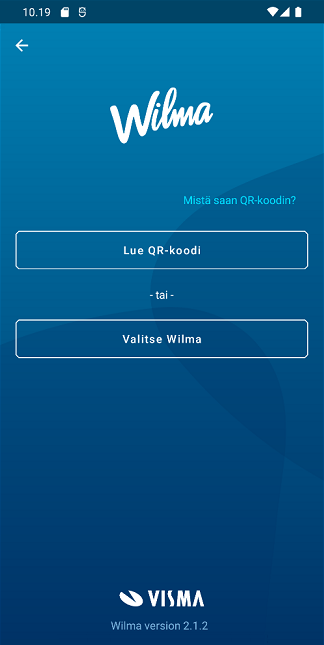 10.19
Wilma
Mistä saan QR-koodin?
Lue QR-koodi
- tai -
Valitse Wilma
VISMA
Wilma version 2.1.2